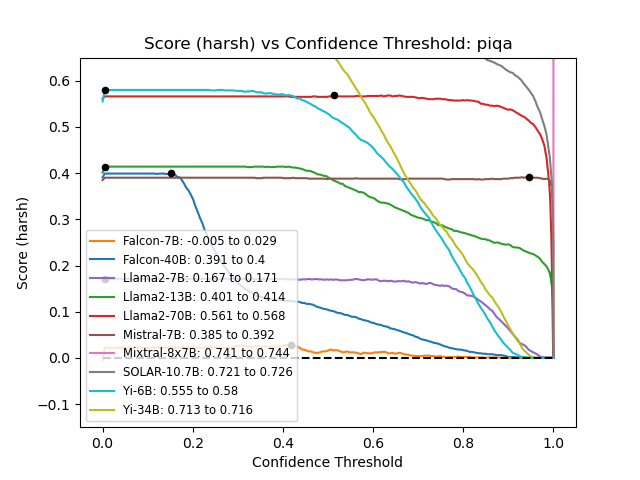 Score (harsh) vs Confidence Threshold: piqa
Score (harsh)
0.6
0.5
0.4
0.3
0.2
0.1
0.0
−0.1
Falcon-7B: -0.005 to 0.029
Falcon-40B: 0.391 to 0.4
Llama2-7B: 0.167 to 0.171
Llama2-13B: 0.401 to 0.414
Llama2-70B: 0.561 to 0.568
Mistral-7B: 0.385 to 0.392
Mixtral-8x7B: 0.741 to 0.744
SOLAR-10.7B: 0.721 to 0.726
Yi-6B: 0.555 to 0.58
Yi-34B: 0.713 to 0.716
0.0 0.2 0.4 0.6 0.8 1.0
Confidence Threshold